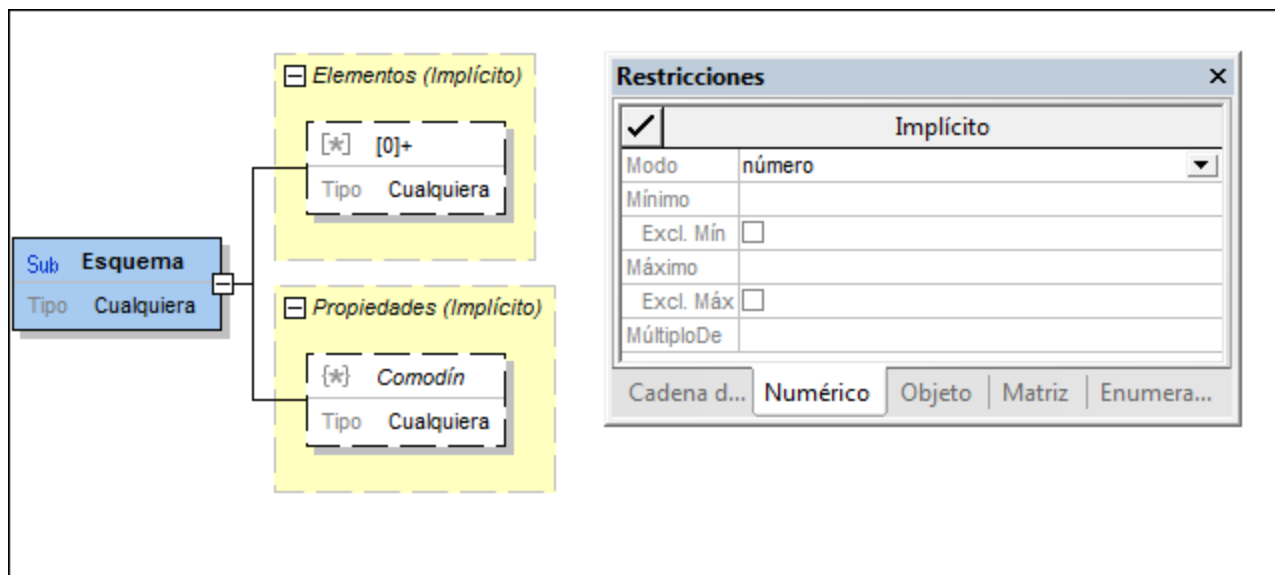 Elementos (Implícito)
[*] [0]+
Tipo Cualquiera
Sub Esquema
Tipo Cualquiera
Propiedades (Implícito)
{*} Comodín
Tipo Cualquiera
Restricciones
Implícito
Modo número
Mínimo
Excl. Mín
Máximo
Excl. Máx
MúltiploDe
Cadena d... Numérico Objeto Matriz Enumera...